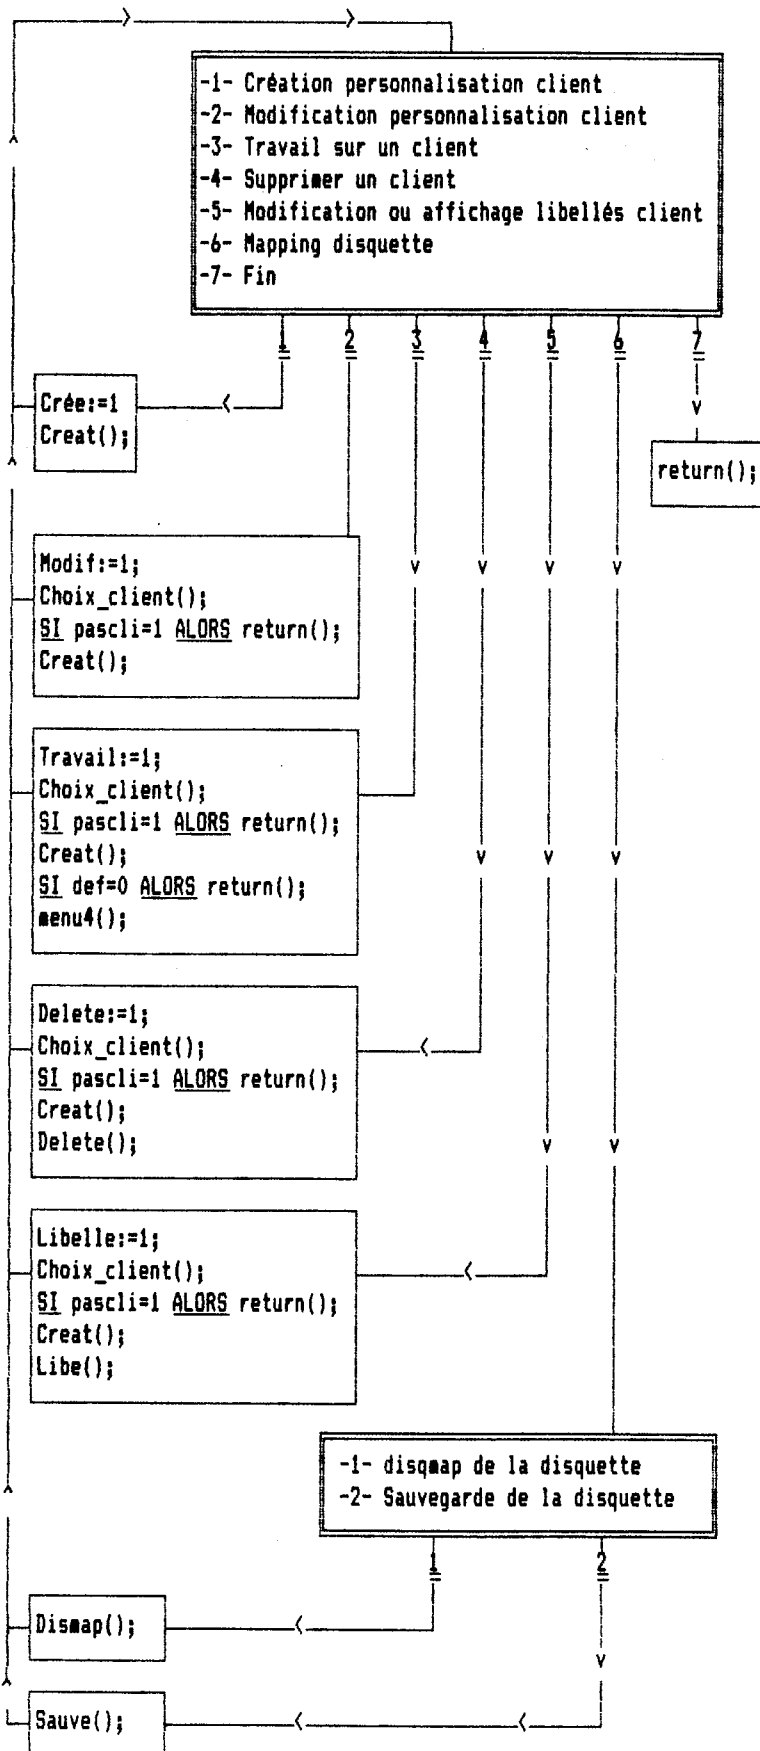 -1- Création personnalisation client
-2- Modification personnalisation client
-3- Travail sur un client
-4- Supprimer un client
-5- Modification ou affichage libellés client
-6- Mapping disquette
-7- Fin
1 2 3 4 5 6 7
Crée:=1
Creat();
return();
Modif:=1;
Choix_client();
SI pascli=1 ALORS return();
Creat();
Travail:=1;
Choix_client();
SI pascli=1 ALORS return();
Creat();
SI def=0 ALORS return();
menu4();
Delete:=1;
Choix_client();
SI pascli=1 ALORS return();
Creat();
Delete();
Libelle:=1;
Choix_client();
SI pascli=1 ALORS return();
Creat();
Libe();
-1- disqmap de la disquette
-2- Sauvegarde de la disquette
1 2
Dismap();
Sauve();